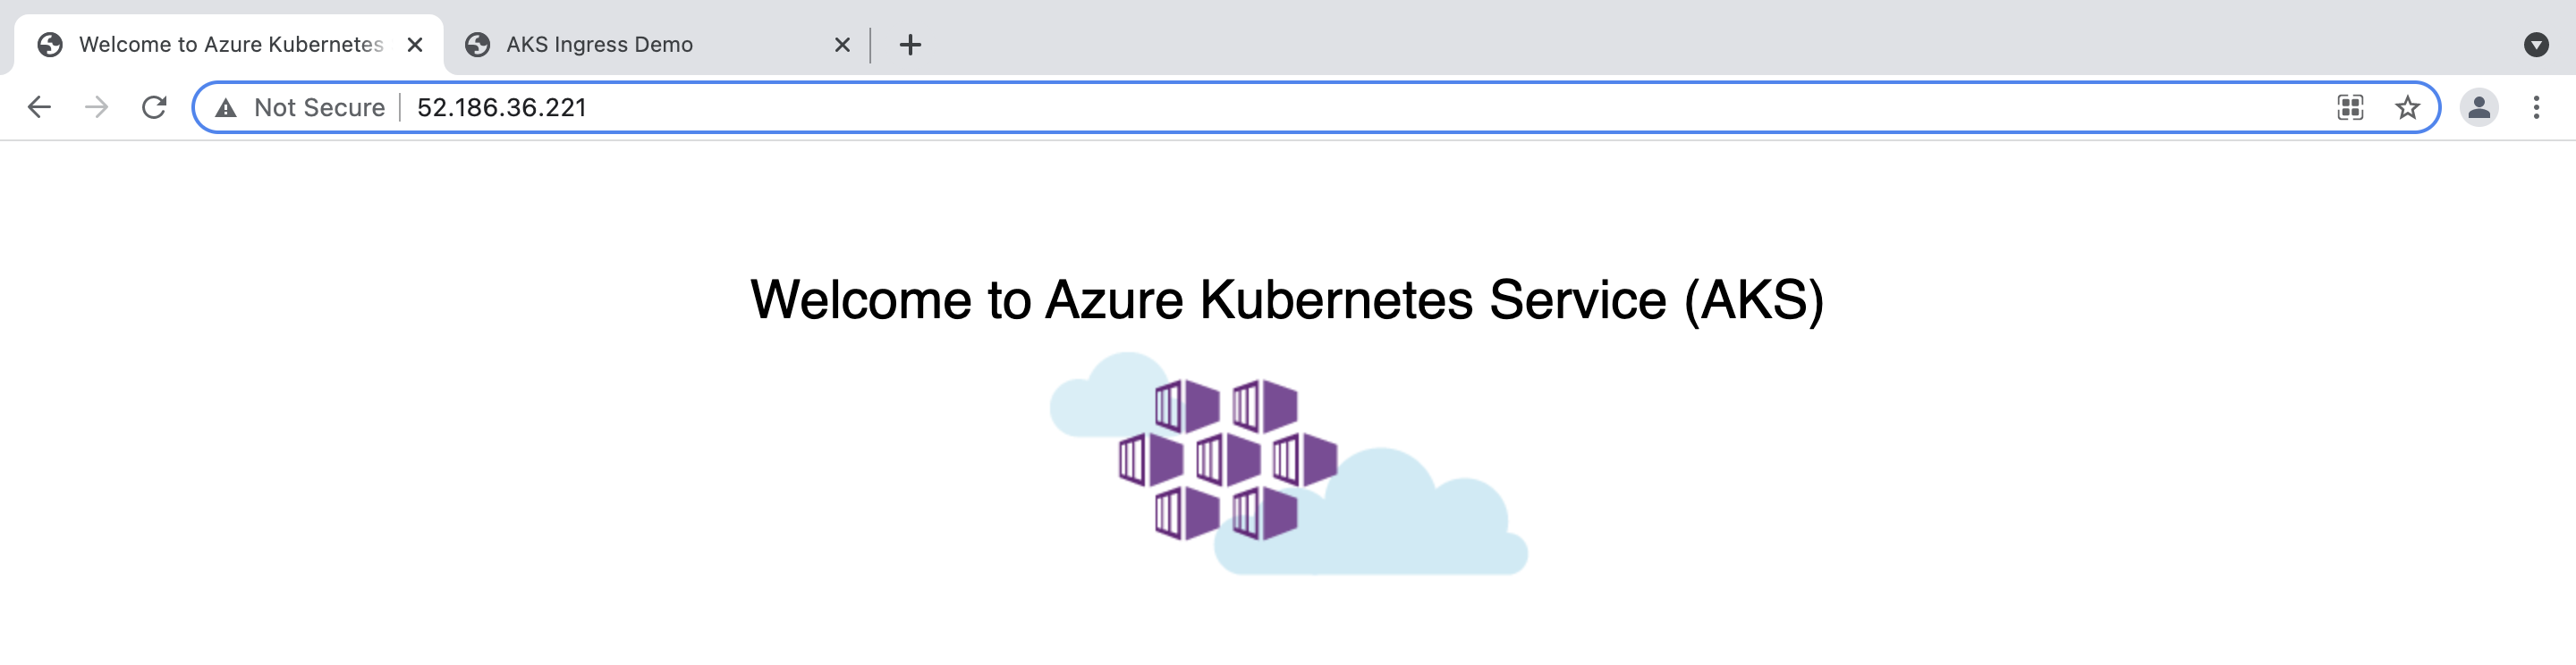 Welcome to Azure Kubernetes
AKS Ingress Demo
Not Secure
52.186.36.221
Welcome to Azure Kubernetes Service (AKS)